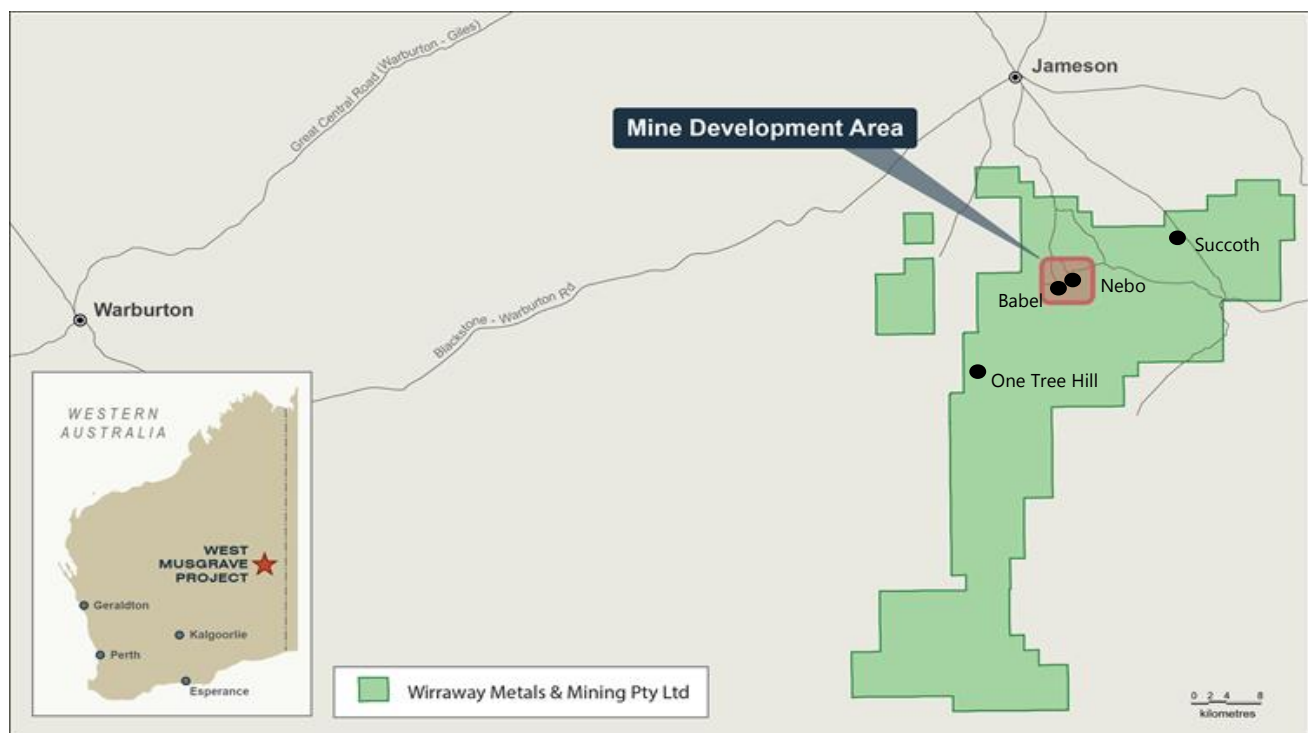 Great Central Road (Warburton - Giles)
Jameson
Mine Development Area
Succoth
Nebo
Babel
Warburton
Blackstone - Warburton Rd
One Tree Hill
WESTERN
AUSTRALIA
WEST
MUSGRAVE
PROJECT
Geraldton
Kalgoorlie
Perth
Esperance
Wirraway Metals & Mining Pty Ltd
0 2 4 8
kilometres